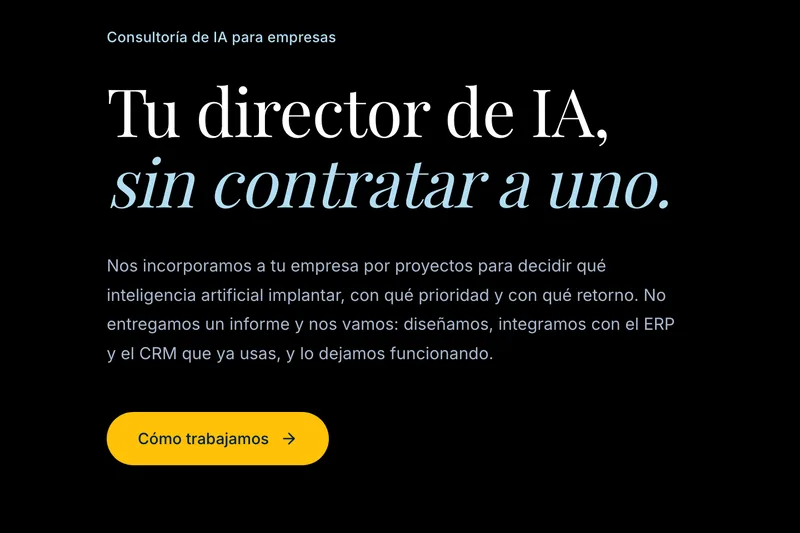 Consultoría de IA para empresas
Tu director de IA,
sin contratar a uno.
Nos incorporamos a tu empresa por proyectos para decidir qué
inteligencia artificial implantar, con qué prioridad y con qué retorno. No
entregamos un informe y nos vamos: diseñamos, integramos con el ERP
y el CRM que ya usas, y lo dejamos funcionando.
Cómo trabajamos →